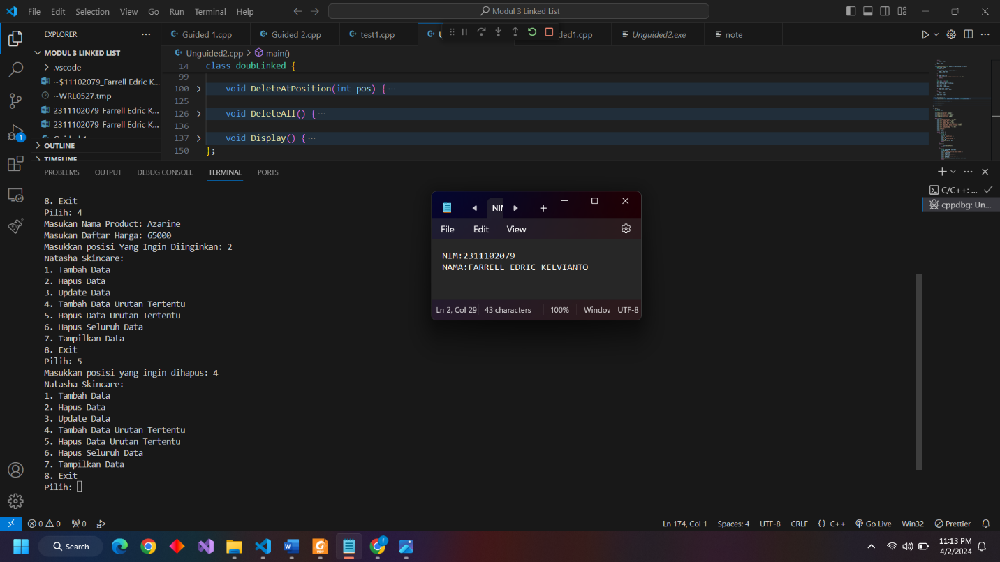 File Edit Selection View Go Run Terminal Help
Modul 3 Linked List
EXPLORER
Guided 1.cpp
Guided 2.cpp
test1.cpp
ded1.cpp
Unguided2.exe
note
MODUL 3 LINKED LIST
.vscode
~$11102079_Farrell Edric K...
~WRL0527.tmp
2311102079_Farrell Edric K...
2311102079_Farrell Edric K...
OUTLINE
TIMELINE
1
Unguided2.cpp > main()
14 class doubLinked {
99
100 void DeleteAtPosition(int pos) { ···
125
126 void DeleteAll() { ···
136
137 void Display() { ···
150 };
PROBLEMS OUTPUT DEBUG CONSOLE TERMINAL PORTS
C/C++: ...
cppdbg: Un...
8. Exit
Pilih: 4
Masukan Nama Product: Azarine
Masukan Daftar Harga: 65000
Masukkan posisi Yang Ingin Diinginkan: 2
Natasha Skincare:
1. Tambah Data
2. Hapus Data
3. Update Data
4. Tambah Data Urutan Tertentu
5. Hapus Data Urutan Tertentu
6. Hapus Seluruh Data
7. Tampilkan Data
8. Exit
Pilih: 5
Masukkan posisi yang ingin dihapus: 4
Natasha Skincare:
1. Tambah Data
2. Hapus Data
3. Update Data
4. Tambah Data Urutan Tertentu
5. Hapus Data Urutan Tertentu
6. Hapus Seluruh Data
7. Tampilkan Data
8. Exit
Pilih:
NIM
File Edit View
NIM:2311102079
NAMA:FARRELL EDRIC KELVIANTO
Ln 2, Col 29 43 characters 100% Window UTF-8
0 0 0
Ln 174, Col 1 Spaces: 4 UTF-8 CRLF {} C++ Go Live Win32 Prettier
Search
11:13 PM
4/2/2024